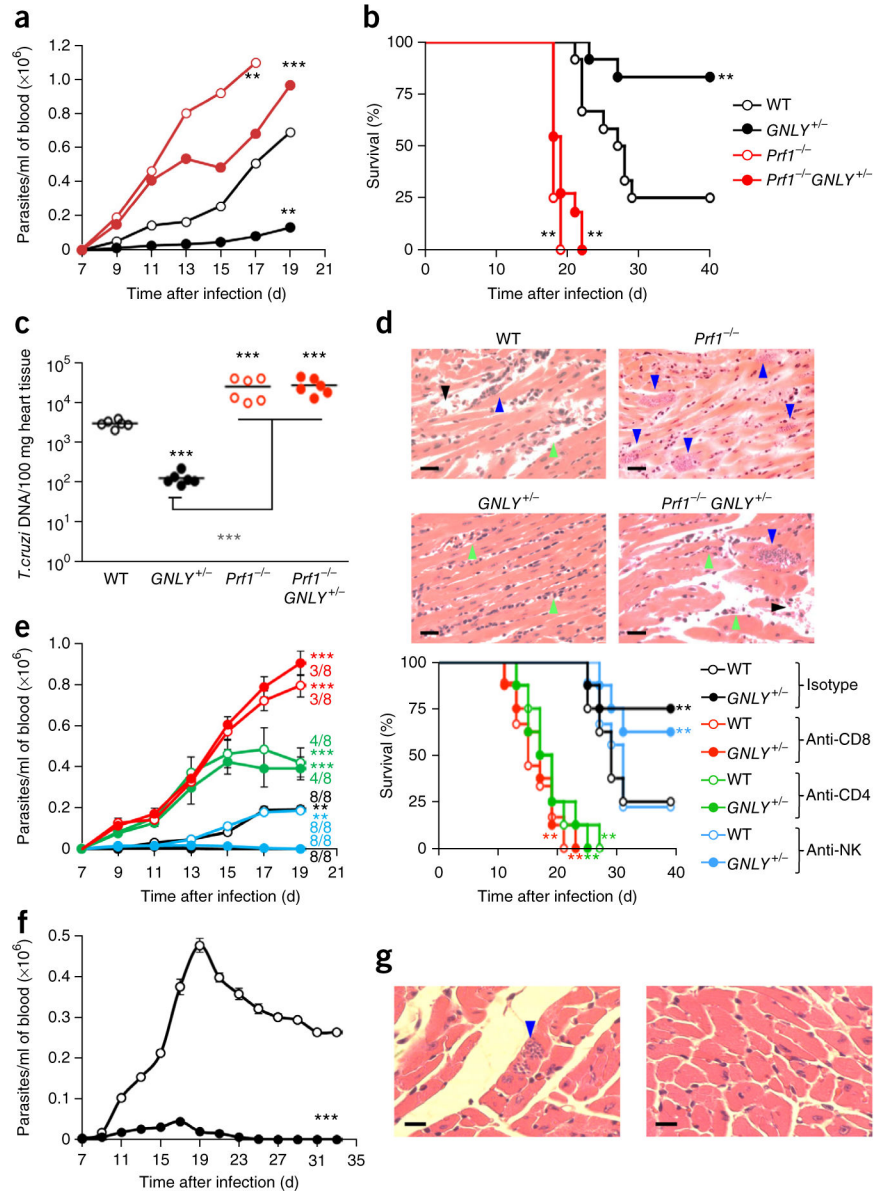 a
Parasites/ml of blood (×10⁶)
1.2
1.0
0.8
0.6
0.4
0.2
0
**
***
**
7 9 11 13 15 17 19 21
Time after infection (d)
b
Survival (%)
100
75
50
25
0
**
** **
0 10 20 30 40
Time after infection (d)
WT
GNLY⁺/⁻
Prf1⁻/⁻
Prf1⁻/⁻GNLY⁺/⁻
c
T.cruzi DNA/100 mg heart tissue
10⁵
10⁴
10³
10²
10¹
10⁰
*** ***
***
***
WT GNLY⁺/⁻ Prf1⁻/⁻ Prf1⁻/⁻
GNLY⁺/⁻
d
WT Prf1⁻/⁻
GNLY⁺/⁻ Prf1⁻/⁻ GNLY⁺/⁻
e
Parasites/ml of blood (×10⁶)
1.0
0.8
0.6
0.4
0.2
0
***
3/8
***
3/8
4/8
***
***
4/8
8/8
**
**
8/8
8/8
8/8
7 9 11 13 15 17 19 21
Time after infection (d)
Survival (%)
100
75
50
25
0
**
**
** **
** **
0 10 20 30 40
Time after infection (d)
WT
GNLY⁺/⁻
Isotype
WT
GNLY⁺/⁻
Anti-CD8
WT
GNLY⁺/⁻
Anti-CD4
WT
GNLY⁺/⁻
Anti-NK
f
Parasites/ml of blood (×10⁶)
0.5
0.4
0.3
0.2
0.1
0
***
7 11 15 19 23 27 31 35
Time after infection (d)
g